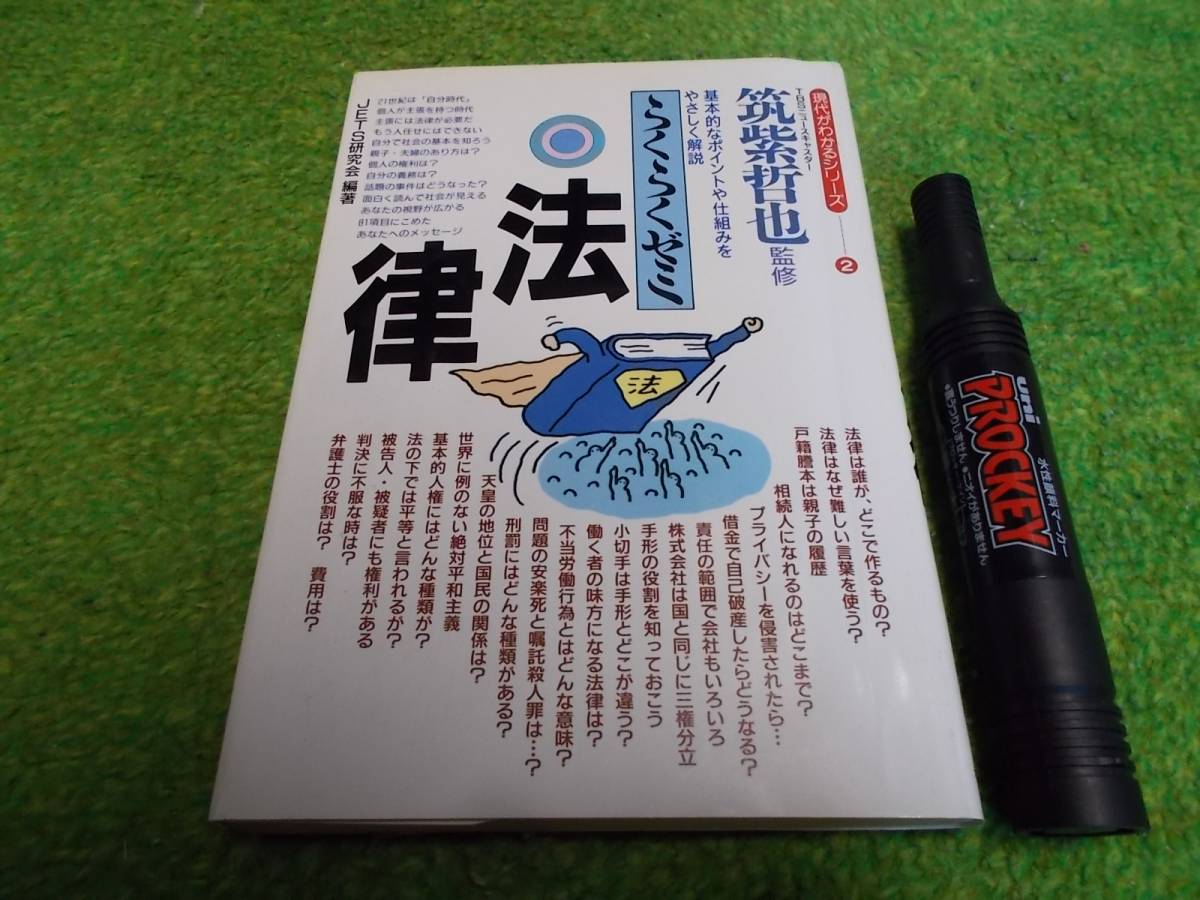 現代がわかるシリーズ
2
TBSニュースキャスター
筑紫哲也 監修
基本的なポイントや仕組みを
やさしく解説
らくらくゼミ
法律
21世紀は「自分時代」
個人が主張を持つ時代
主張には法律が必要だ
もう人任せにはできない
自分で社会の基本を知ろう
親子・夫婦のあり方は?
個人の権利は?
自分の義務は?
話題の事件はどうなった?
面白く読んで社会が見える
あなたの視野が広がる
81項目にこめた
あなたへのメッセージ
JETS研究会 編著
法
法律は誰が、どこで作るもの?
法律はなぜ難しい言葉を使う?
戸籍謄本は親子の履歴
相続人になれるのはどこまで?
プライバシーを侵害されたら…
借金で自己破産したらどうなる?
責任の範囲で会社もいろいろ
株式会社は国と同じに三権分立
手形の役割を知っておこう
小切手は手形とどこが違う?
働く者の味方になる法律は?
不当労働行為とはどんな意味?
問題の安楽死と嘱託殺人罪は…?
刑罰にはどんな種類がある?
天皇の地位と国民の関係は?
世界に例のない絶対平和主義
基本的人権にはどんな種類が?
法の下では平等と言われるが?
被告人・被疑者にも権利がある
判決に不服な時は?
弁護士の役割は? 費用は?
uni
PROCKEY
水性顔料マーカー
●裏うつりしません ●ニオイがありません